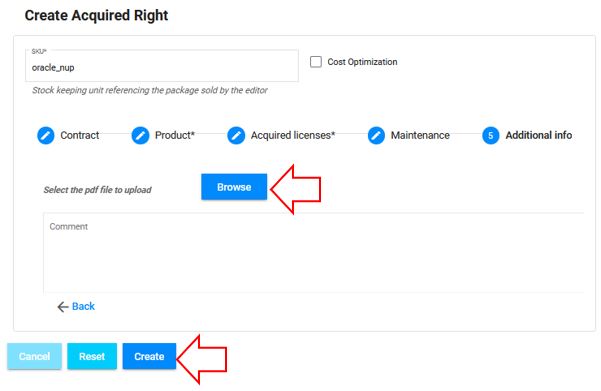 Create Acquired Right
SKU*
oracle_nup
Cost Optimization
Stock keeping unit referencing the package sold by the editor
Contract
Product*
Acquired licenses*
Maintenance
5 Additional info
Select the pdf file to upload
Browse
Comment
Back
Cancel
Reset
Create